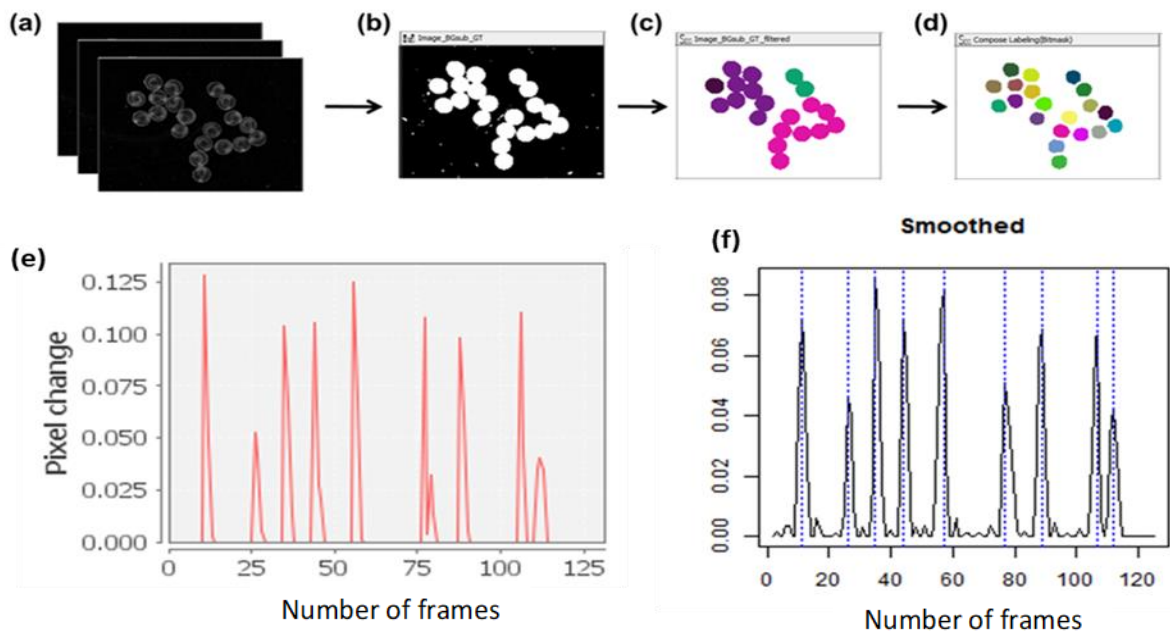 (a)
(b)
Image_BGsub_GT
(c)
Image_BGsub_GT_filtered
(d)
Compose Labeling(Bitmask)
(e)
Pixel change
0.125
0.100
0.075
0.050
0.025
0.000
0 25 50 75 100 125
Number of frames
Smoothed
(f)
0.08
0.06
0.04
0.02
0.00
0 20 40 60 80 100 120
Number of frames